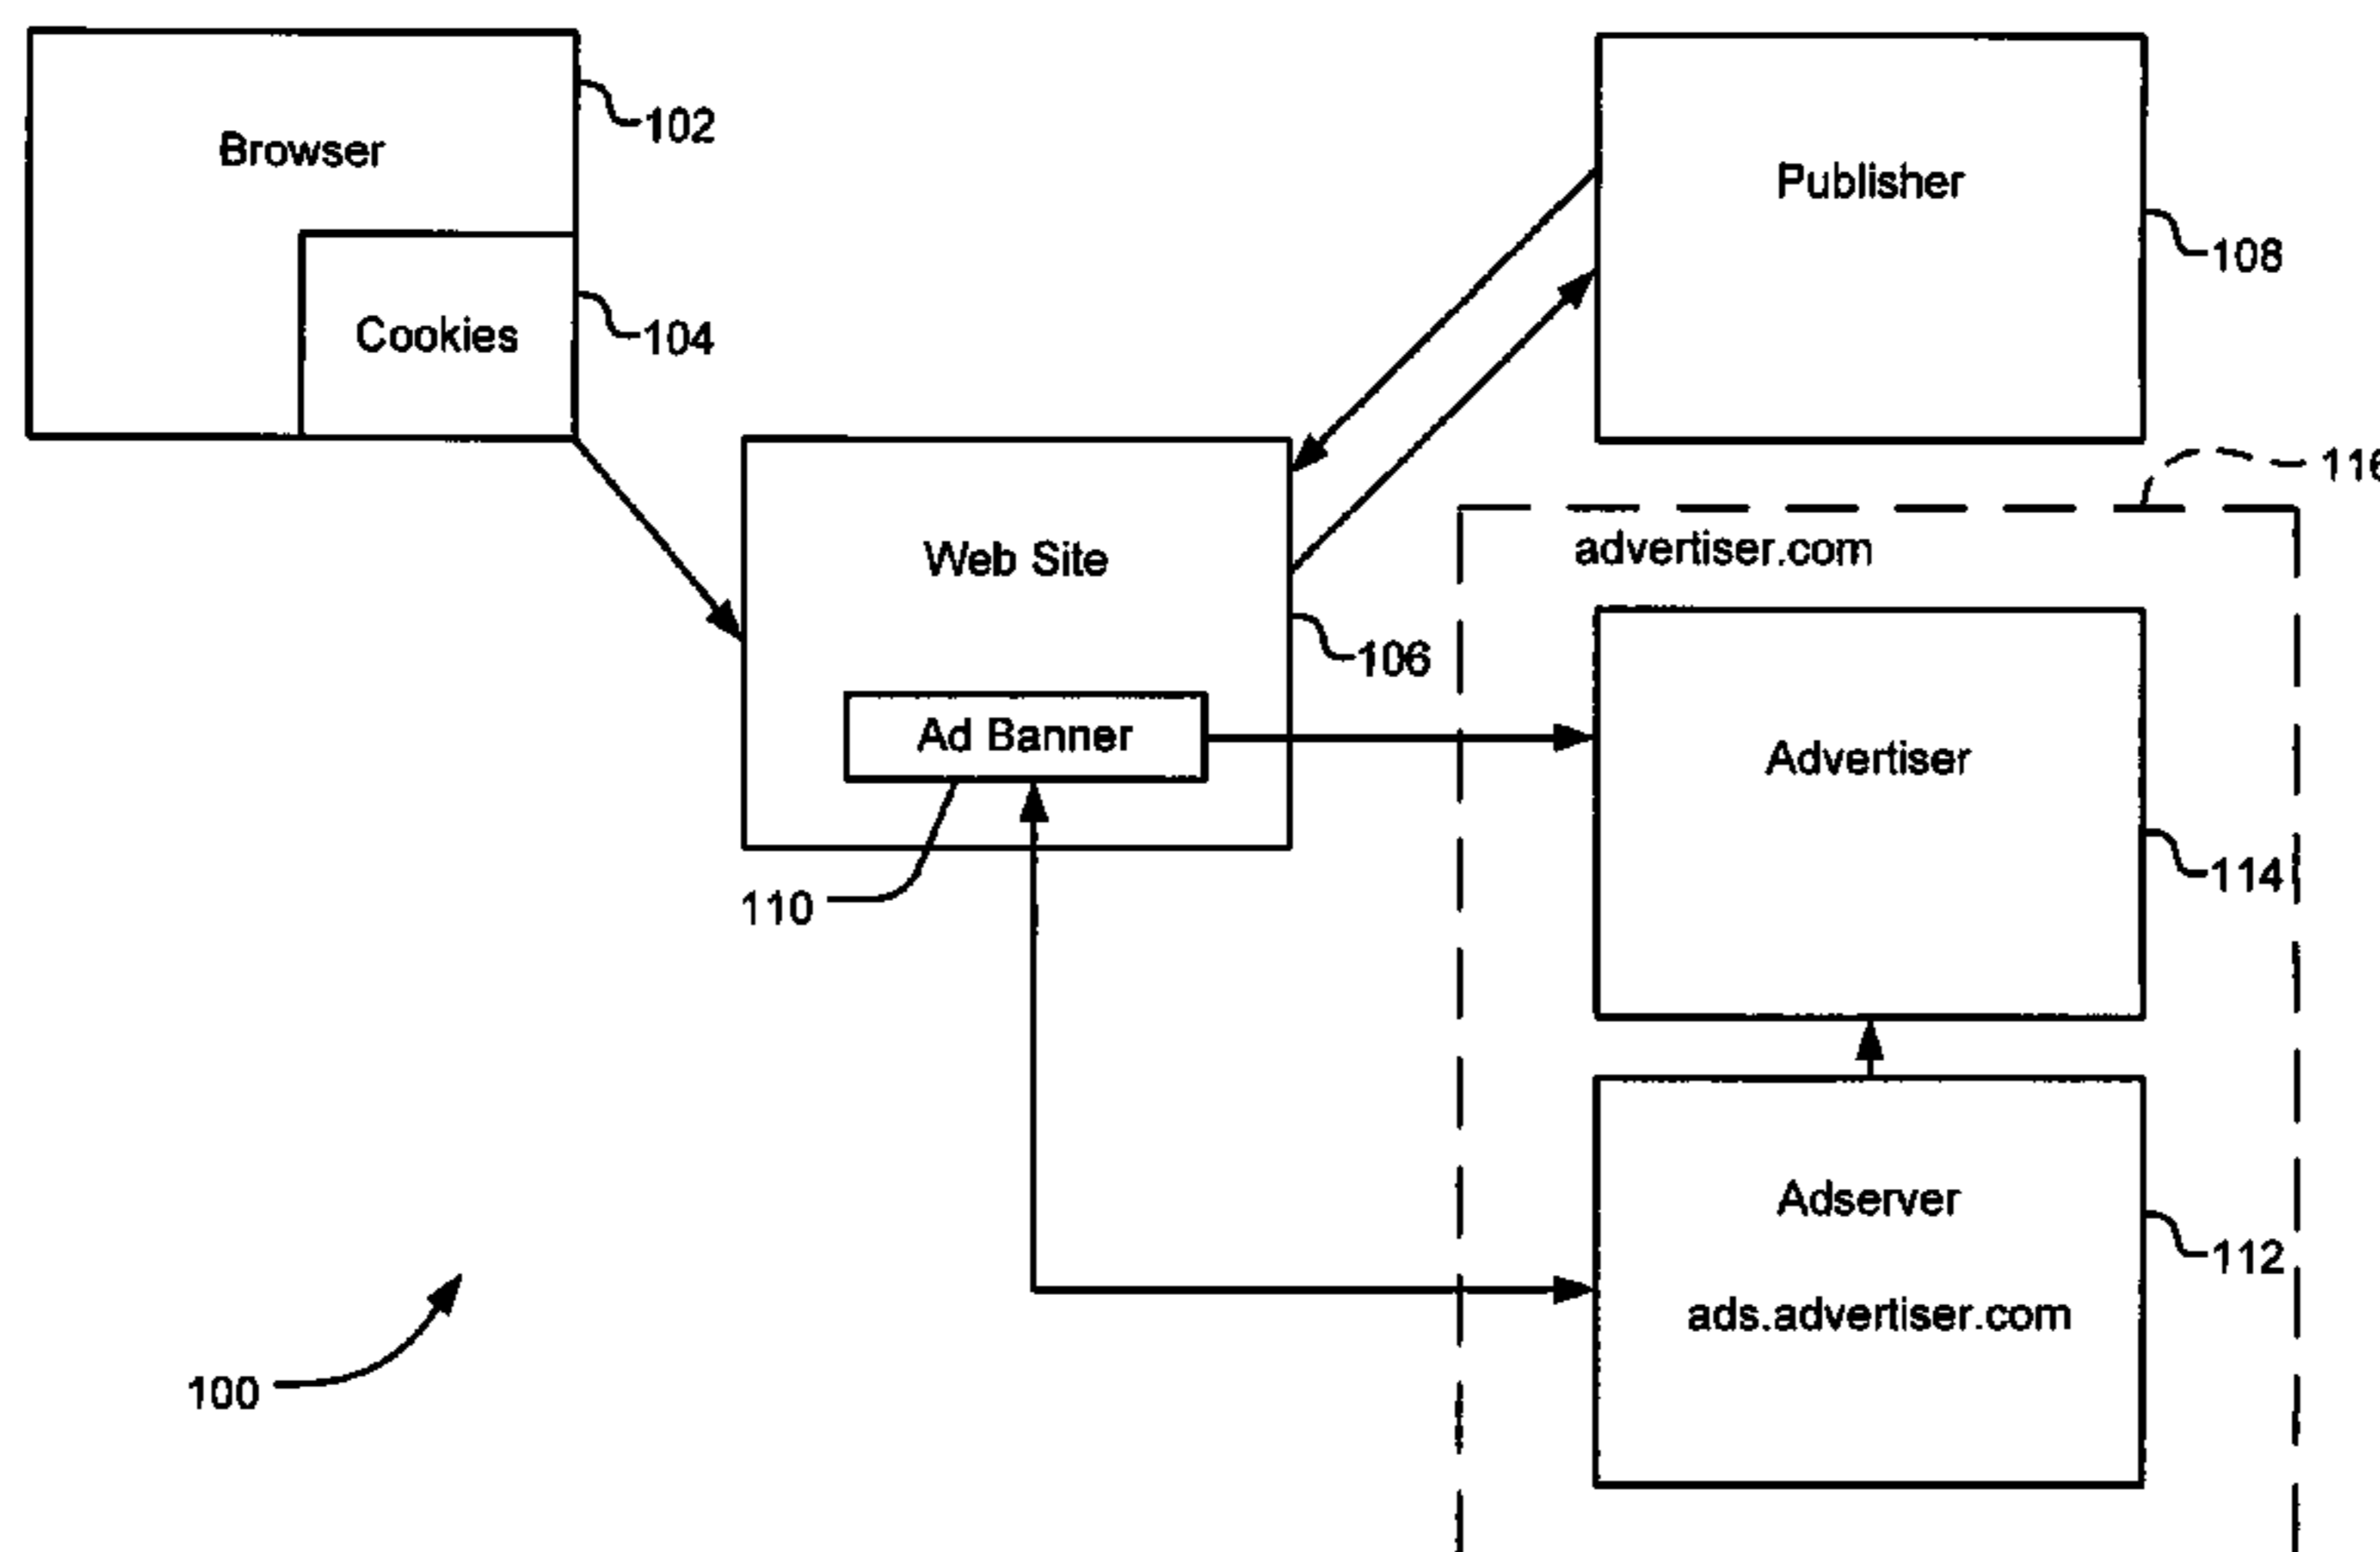 Browser
102
Cookies
104
Publisher
108
116
advertiser.com
Web Site
106
Ad Banner
110
Advertiser
114
Adserver
ads.advertiser.com
112
100